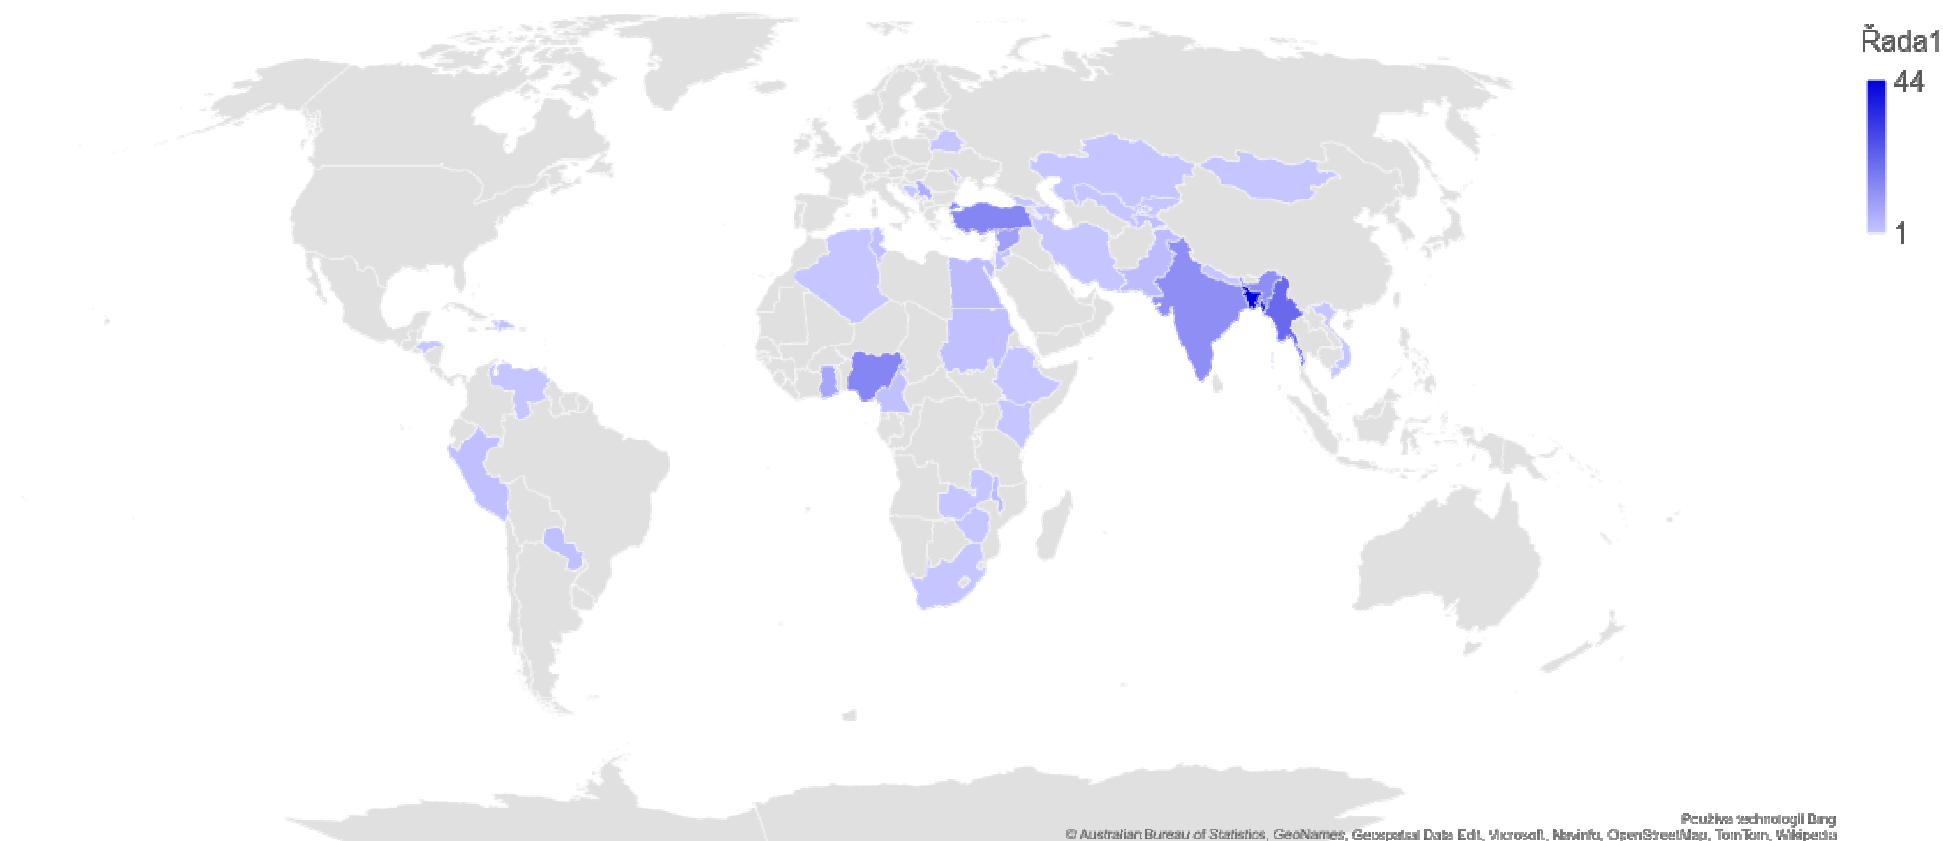 Řada1
44
1
Používá technologii Bing
© Australian Bureau of Statistics, GeoNames, Geospatial Data Edit, Microsoft, Navinfo, OpenStreetMap, TomTom, Wikipedia